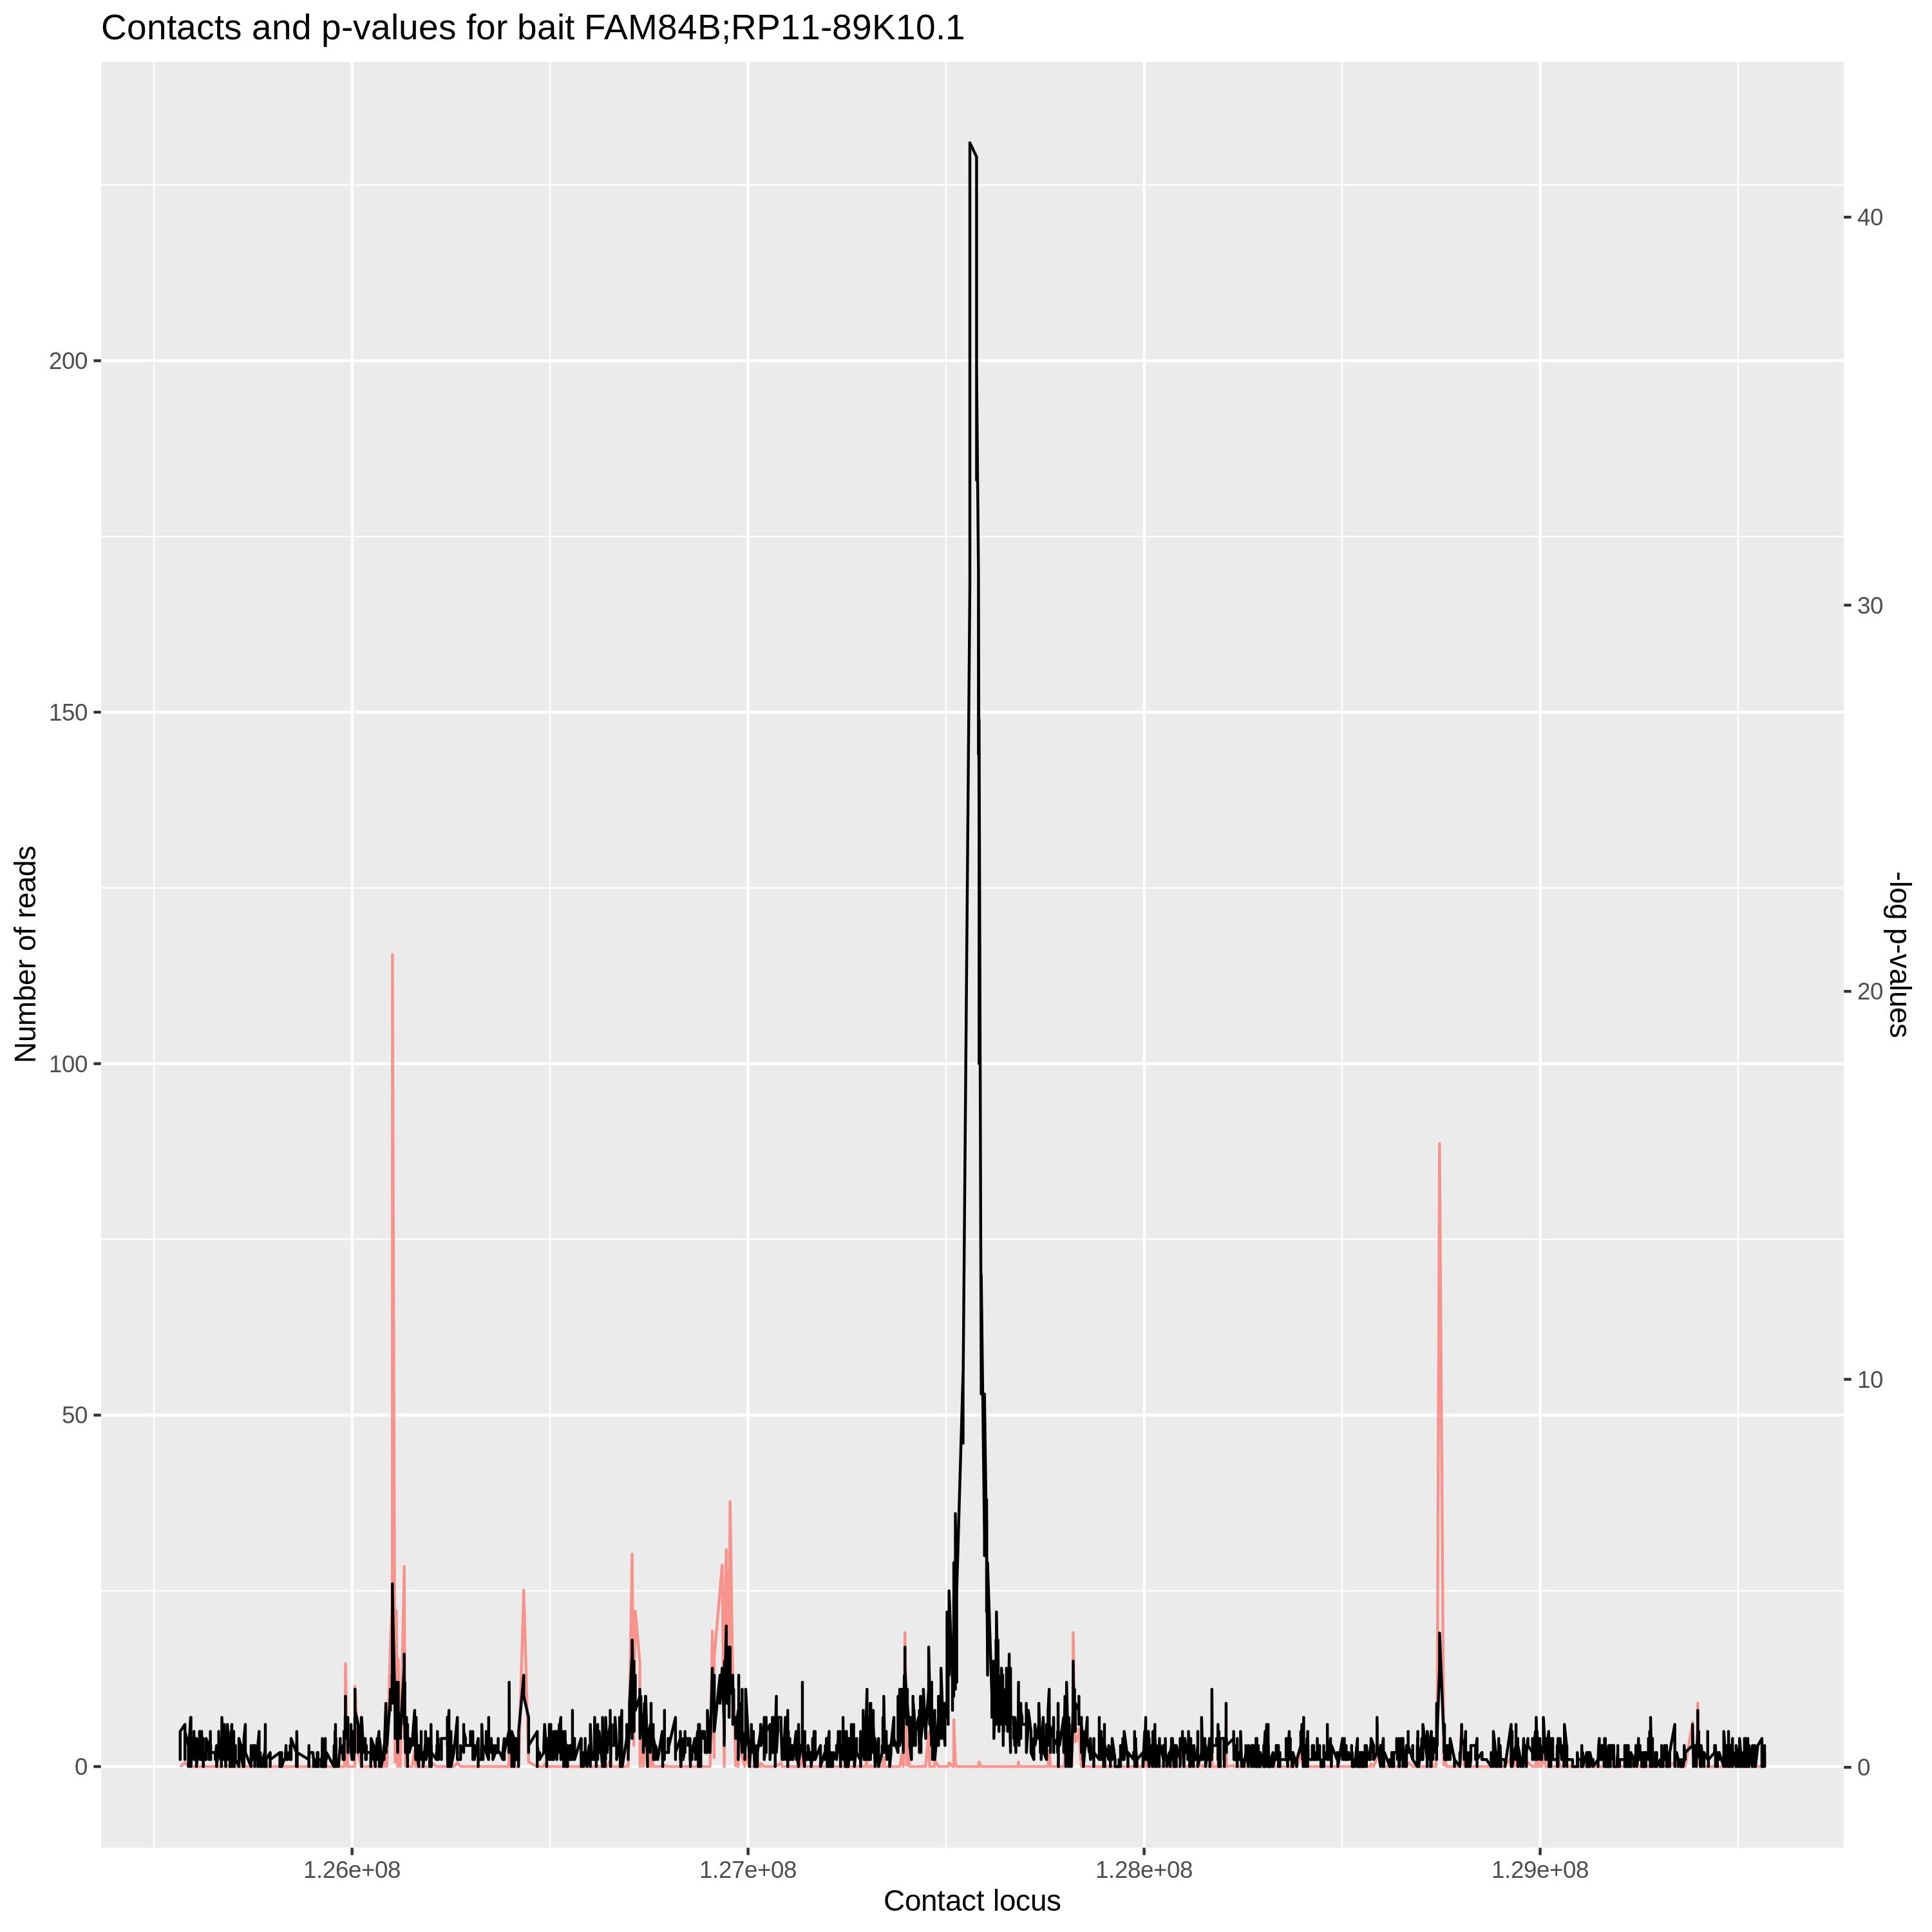 Contacts and p-values for bait FAM84B;RP11-89K10.1
Number of reads
200
150
100
50
0
40
30
20
10
0
-log p-values
1.26e+08 1.27e+08 1.28e+08 1.29e+08
Contact locus